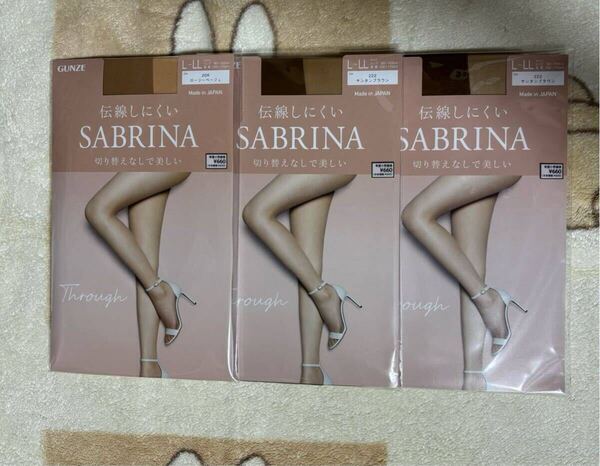 GUNZE
L-LL
204
Made in JAPAN
伝線しにくい
SABRINA
切り替えなしで美しい
¥660
Through
L-LL
222
サンタンブラウン
Made in JAPAN
伝線しにくい
SABRINA
切り替えなしで美しい
¥660
rough
L-LL
222
サンタンブラウン
Made in JAPAN
伝線しにくい
SABRINA
切り替えなしで美しい
¥660
rough